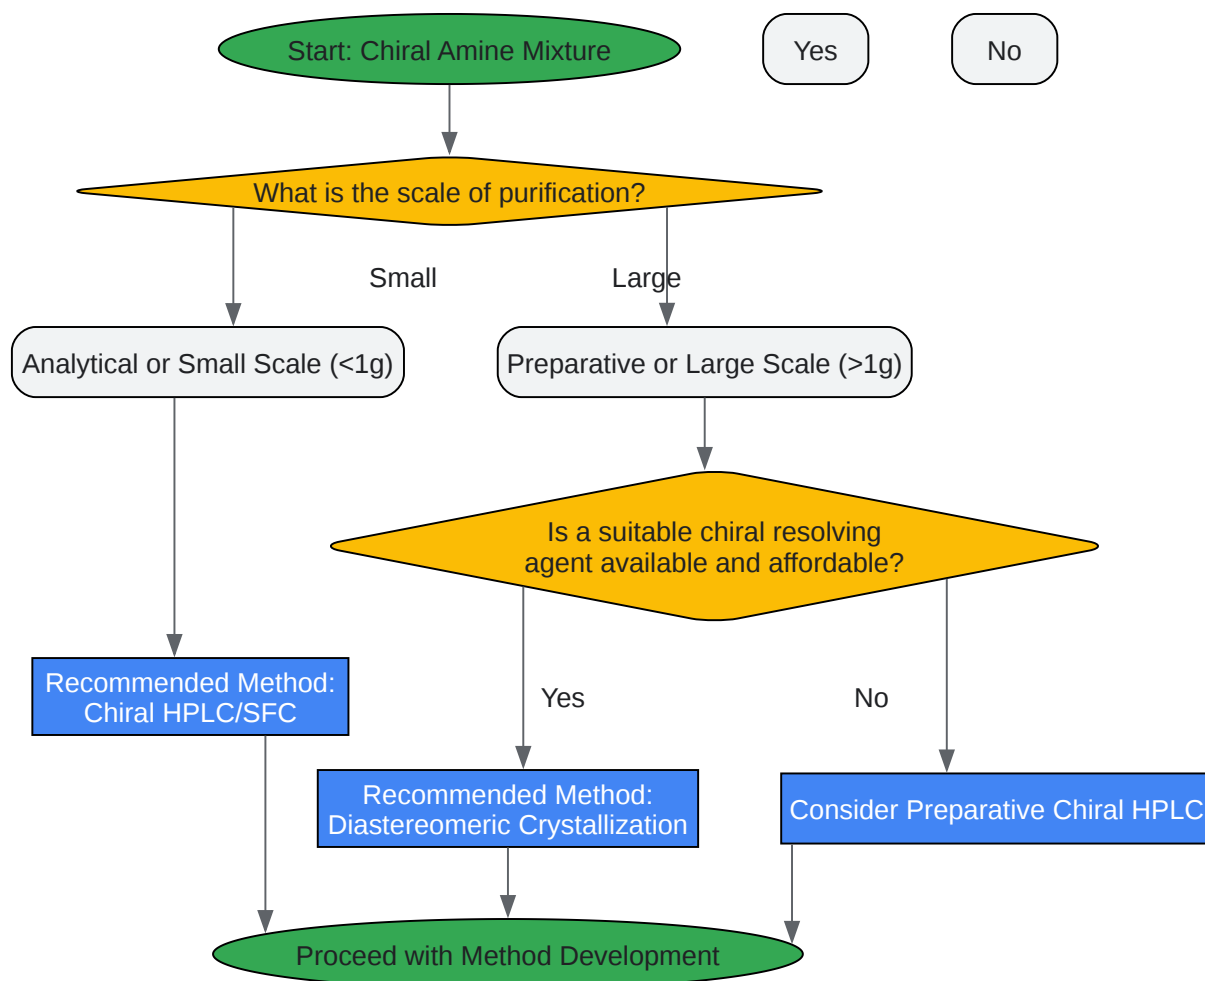 Start: Chiral Amine Mixture
Yes
No
What is the scale of purification?
Small
Large
Analytical or Small Scale (<1g)
Preparative or Large Scale (>1g)
Is a suitable chiral resolving
agent available and affordable?
Recommended Method:
Chiral HPLC/SFC
Yes
No
Recommended Method:
Diastereomeric Crystallization
Consider Preparative Chiral HPLC
Proceed with Method Development